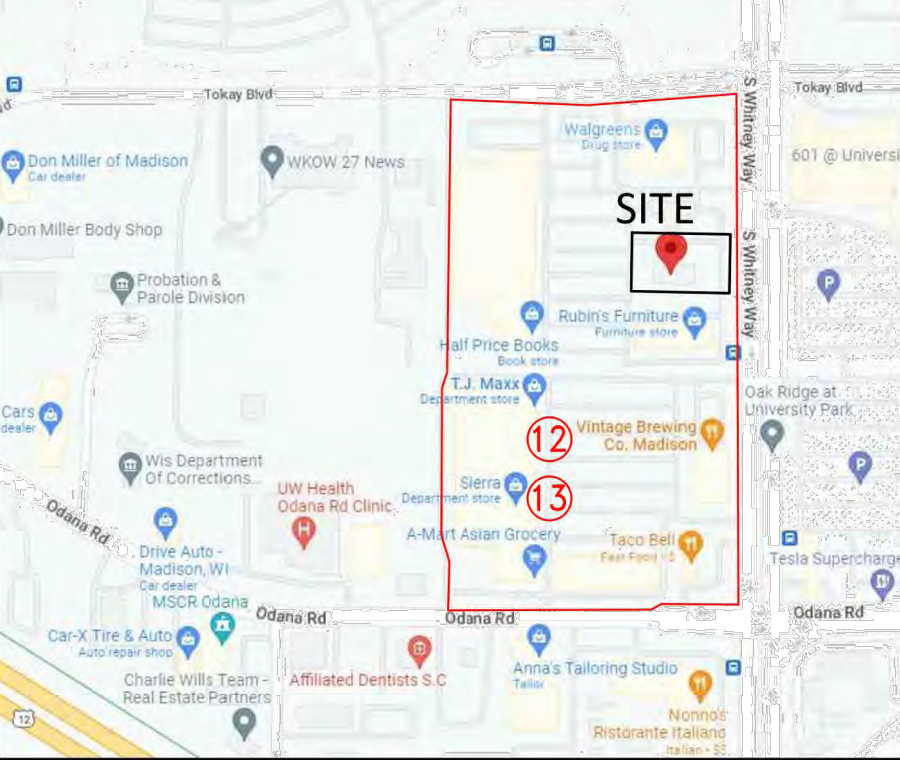 Tokay Blvd
Tokay Blvd
S Whitney Way
Walgreens
Drug store
Don Miller of Madison
Car dealer
WKOW 27 News
601 @ Universi
SITE
Don Miller Body Shop
S Whitney Way
Probation &
Parole Division
P
Rubin's Furniture
Furniture store
Half Price Books
Book store
T.J. Maxx
Department store
Oak Ridge at
University Park
Cars
dealer
12
Vintage Brewing
Co. Madison
Wis Department
Of Corrections...
P
UW Health
Odana Rd Clinic
Sierra
Department store
13
Odana Rd
A-Mart Asian Grocery
Taco Bell
Fast Food · $
Drive Auto -
Madison, WI
Car dealer
Tesla Supercharge
MSCR Odana
Odana Rd
Odana Rd
Odana Rd
Car-X Tire & Auto
Auto repair shop
Charlie Wills Team -
Real Estate Partners
Affiliated Dentists S.C
Anna's Tailoring Studio
Tailor
12
Nonno's
Ristorante Italiano
Italian · $$